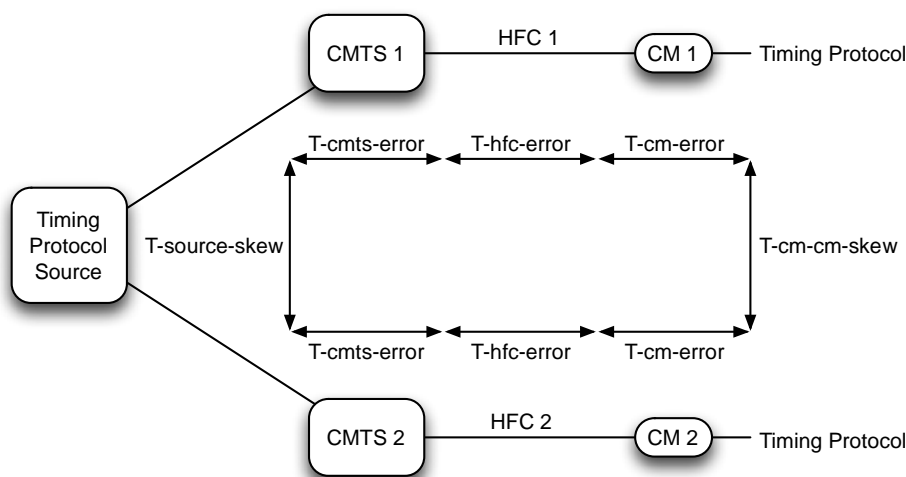 CMTS 1
HFC 1
CM 1
Timing Protocol
T-cmts-error
T-hfc-error
T-cm-error
Timing
Protocol
Source
T-source-skew
T-cm-cm-skew
T-cmts-error
T-hfc-error
T-cm-error
CMTS 2
HFC 2
CM 2
Timing Protocol